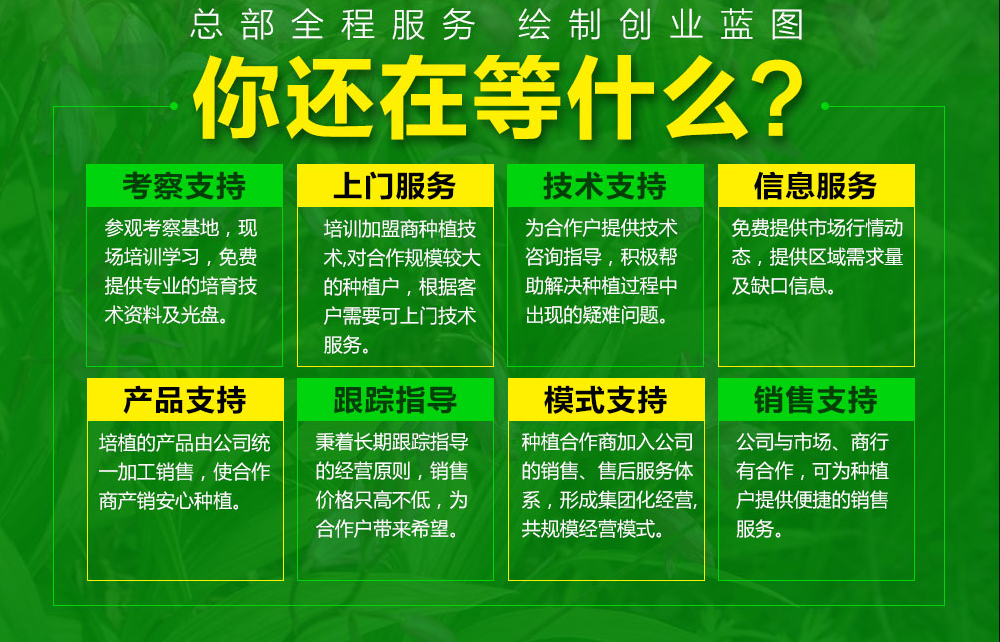 总部全程服务 绘制创业蓝图
你还在等什么?
考察支持
参观考察基地，现
场培训学习，免费
提供专业的培育技
术资料及光盘。
上门服务
培训加盟商种植技
术,对合作规模较大
的种植户，根据客
户需要可上门技术
服务。
技术支持
为合作户提供技术
咨询指导，积极帮
助解决种植过程中
出现的疑难问题。
信息服务
免费提供市场行情动
态，提供区域需求量
及缺口信息。
产品支持
培植的产品由公司统
一加工销售，使合作
商产销安心种植。
跟踪指导
秉着长期跟踪指导
的经营原则，销售
价格只高不低，为
合作户带来希望。
模式支持
种植合作商加入公司
的销售、售后服务体
系，形成集团化经营,
共规模经营模式。
销售支持
公司与市场、商行
有合作，可为种植
户提供便捷的销售
服务。